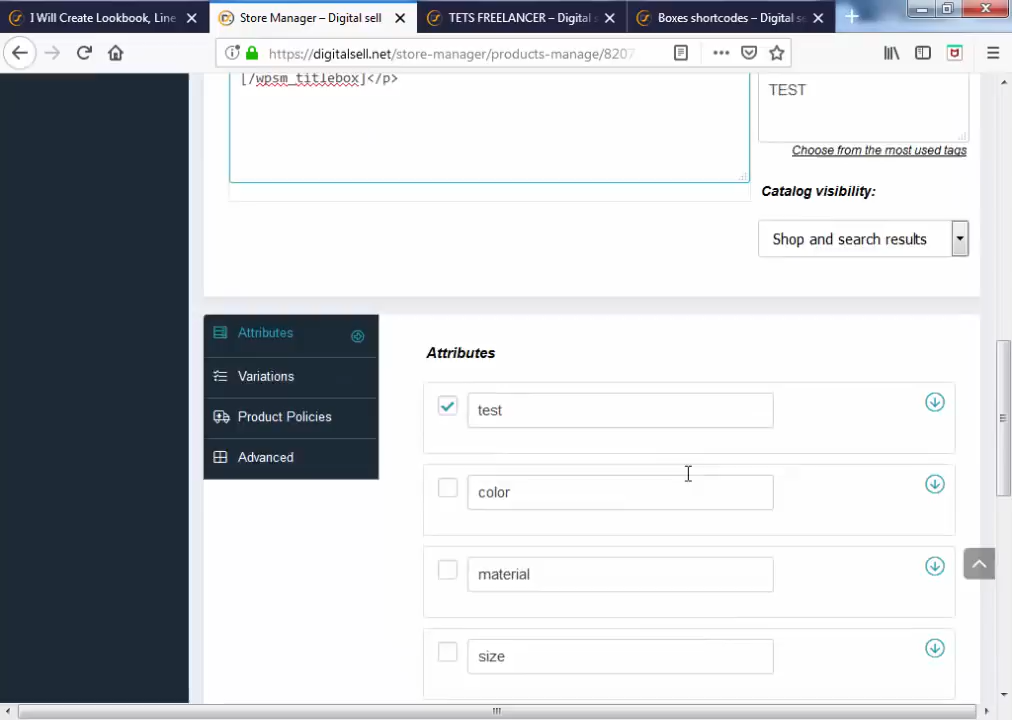 I Will Create Lookbook, Line
Store Manager – Digital sell
TETS FREELANCER – Digital s
Boxes shortcodes – Digital se
https://digitalsell.net/store-manager/products-manage/8207
[/wpsm_titlebox]</p>
TEST
Choose from the most used tags
Catalog visibility:
Shop and search results
Attributes
Variations
Product Policies
Advanced
Attributes
test
color
material
size